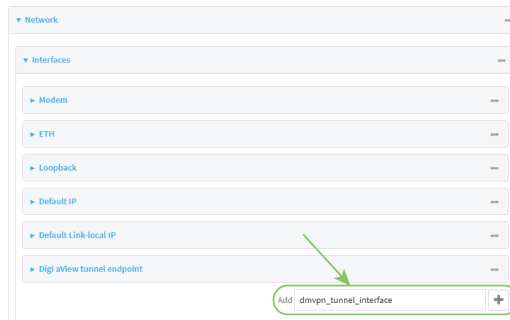 Network
Interfaces
Modem
ETH
Loopback
Default IP
Default Link-local IP
Digi aView tunnel endpoint
Add dmvpn_tunnel_interface